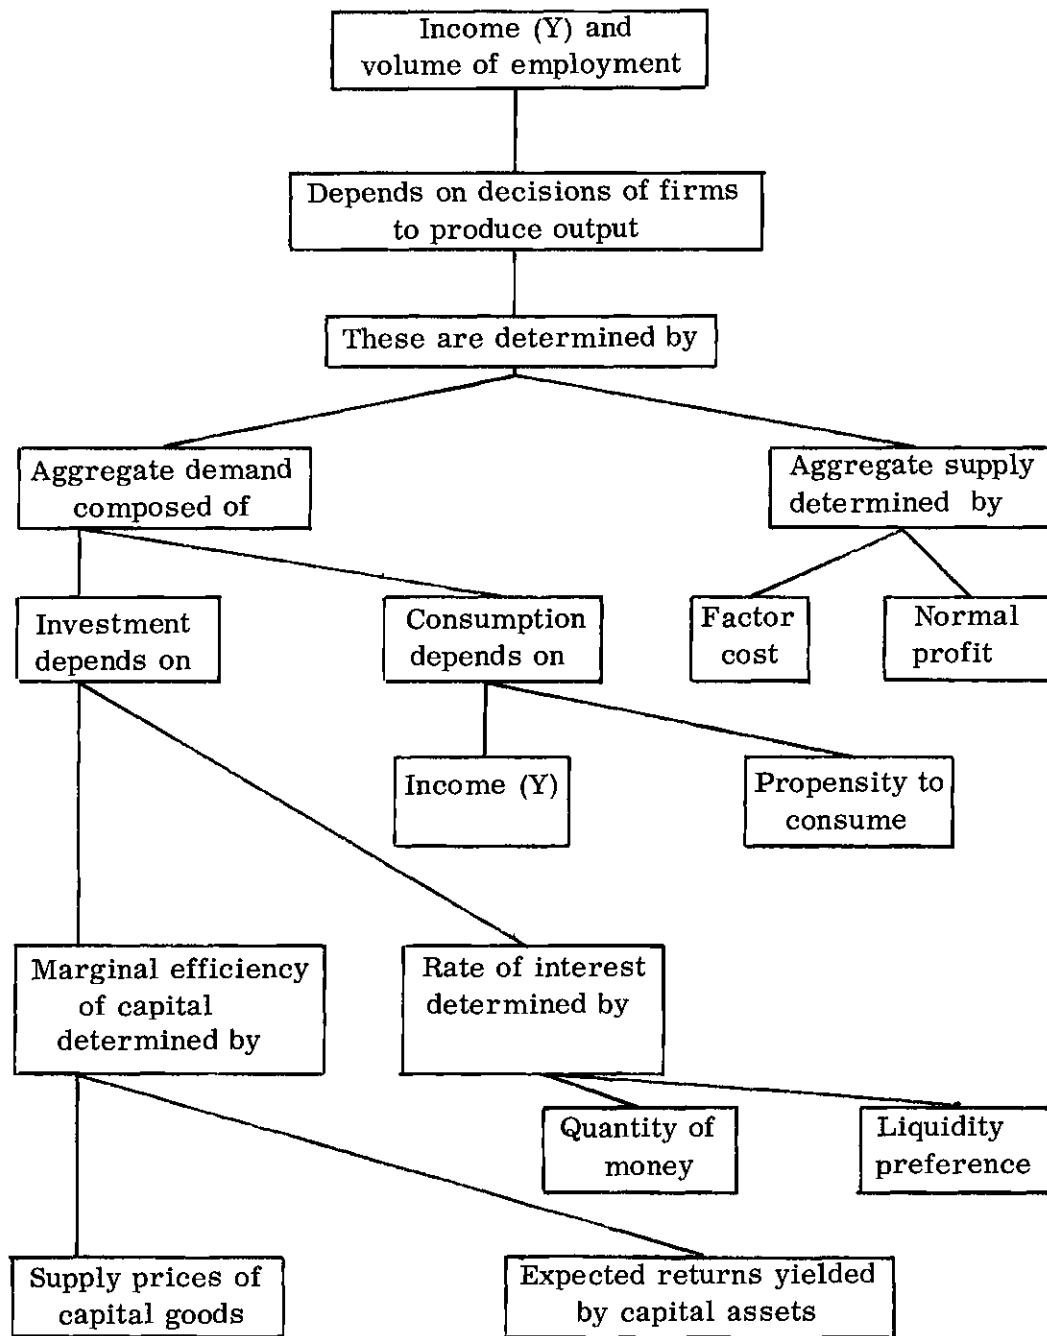 Income (Y) and
volume of employment
Depends on decisions of firms
to produce output
These are determined by
Aggregate demand
composed of
Aggregate supply
determined by
Investment
depends on
Consumption
depends on
Factor
cost
Normal
profit
Income (Y)
Propensity to
consume
Marginal efficiency
of capital
determined by
Rate of interest
determined by
Quantity of
money
Liquidity
preference
Supply prices of
capital goods
Expected returns yielded
by capital assets